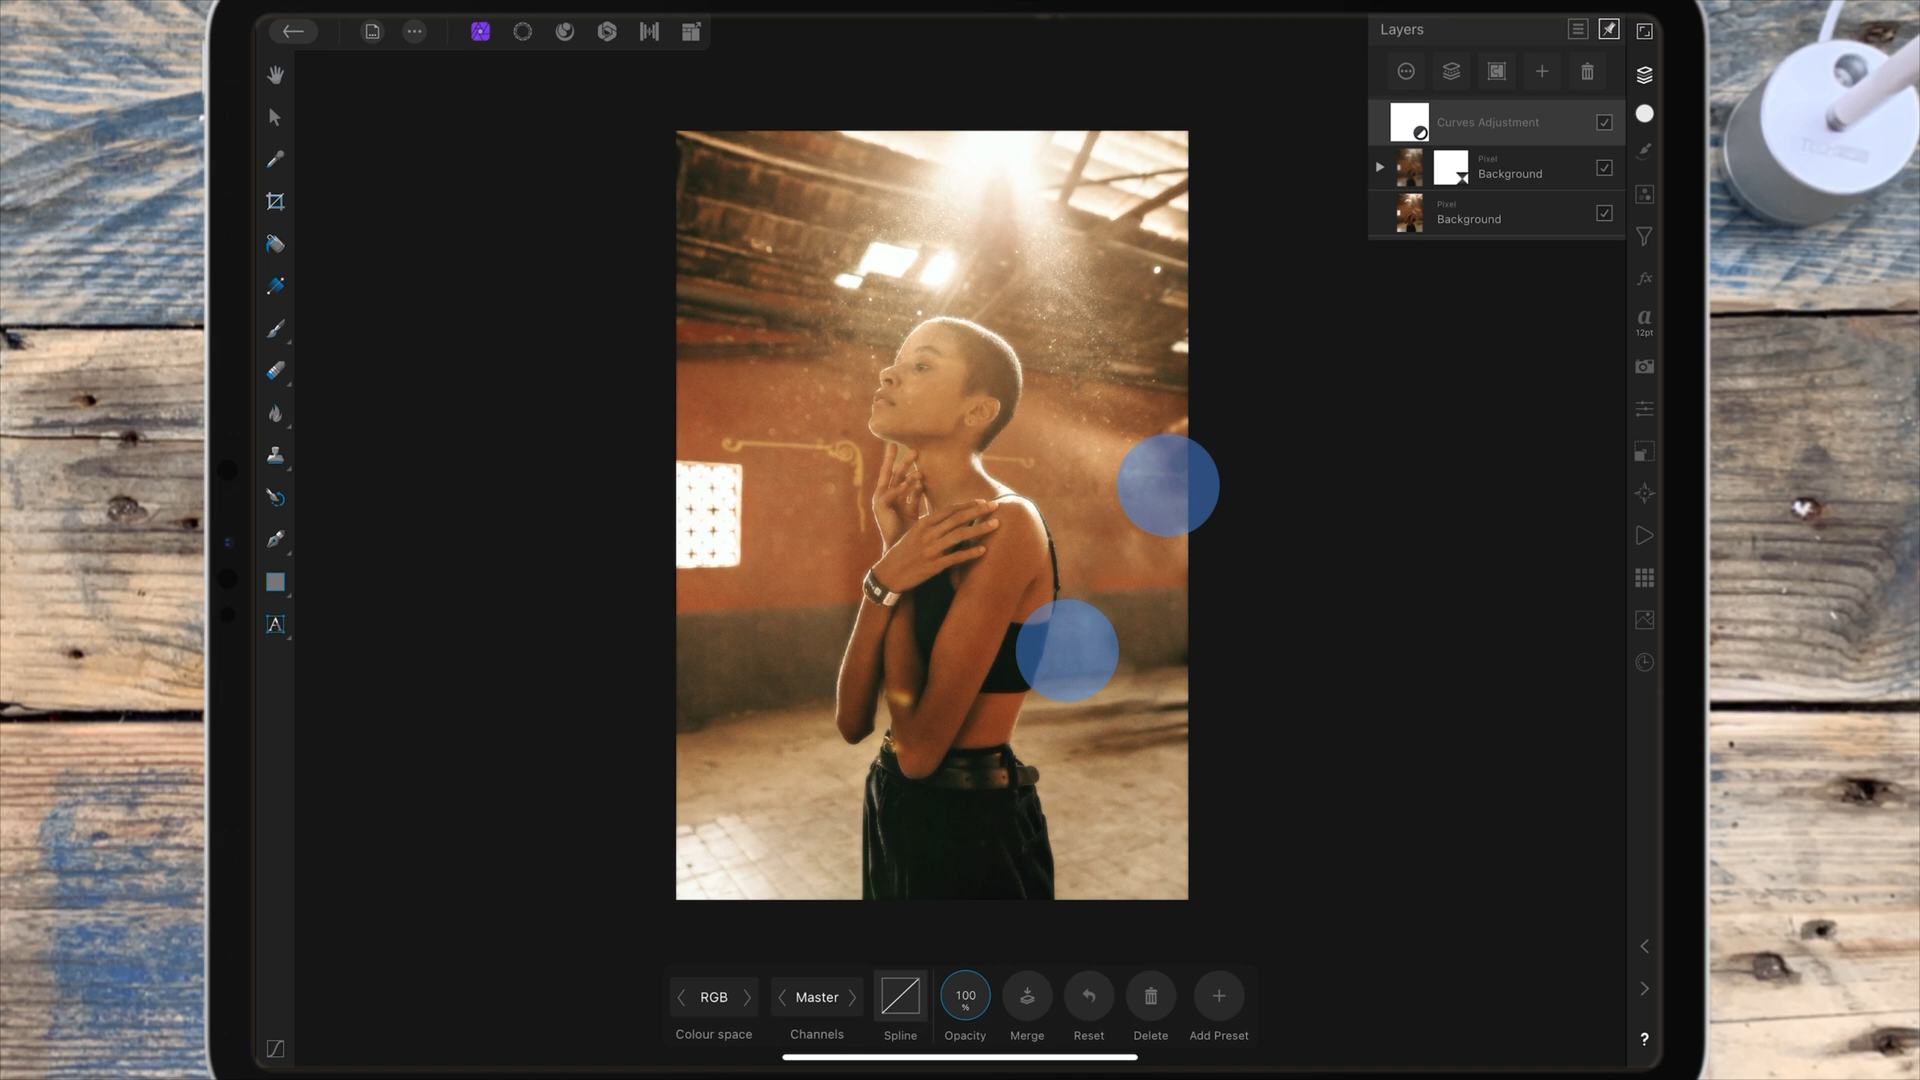 Layers
Curves Adjustment
Pixel
Background
Pixel
Background
a
12pt
fx
A
RGB
Master
100
%
Colour space
Channels
Spline
Opacity
Merge
Reset
Delete
Add Preset
?